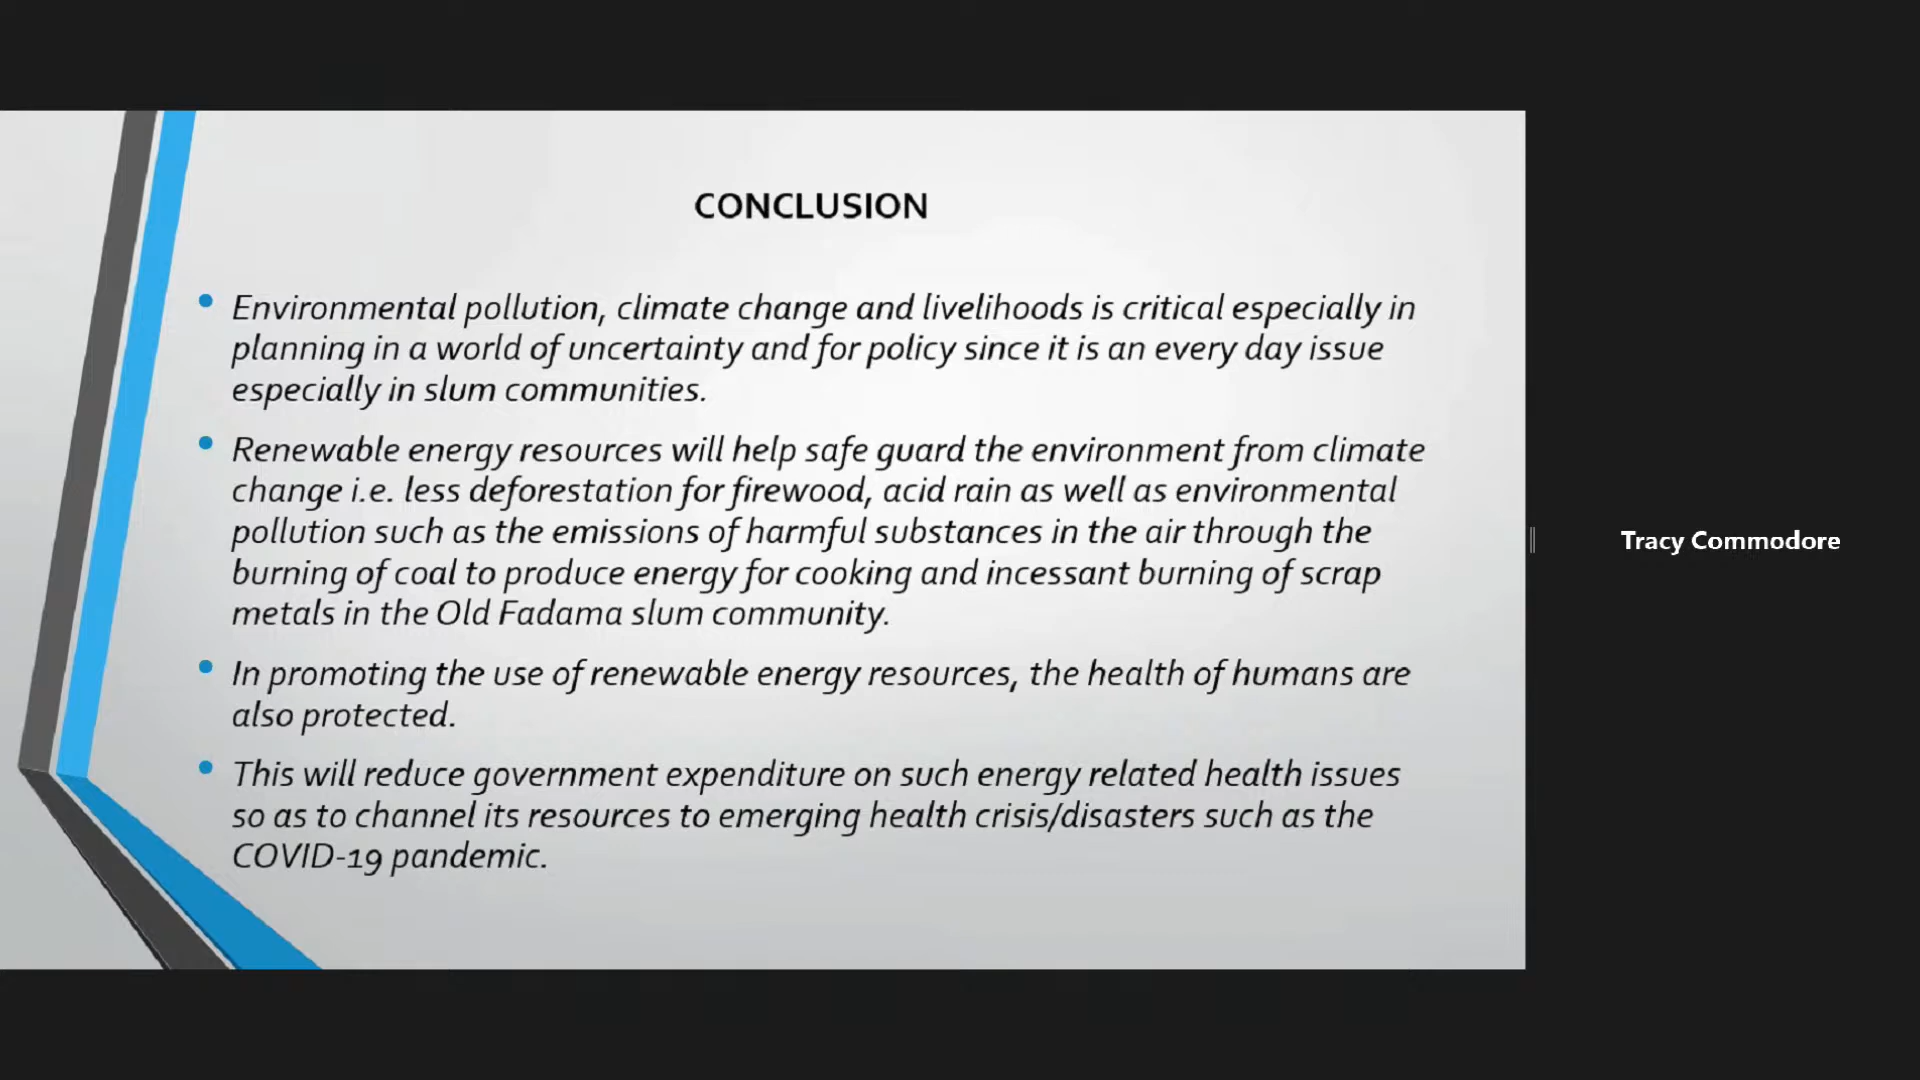 CONCLUSION
Environmental pollution, climate change and livelihoods is critical especially in
planning in a world of uncertainty and for policy since it is an every day issue
especially in slum communities.
Renewable energy resources will help safe guard the environment from climate
change i.e. less deforestation for firewood, acid rain as well as environmental
pollution such as the emissions of harmful substances in the air through the
burning of coal to produce energy for cooking and incessant burning of scrap
metals in the Old Fadama slum community.
In promoting the use of renewable energy resources, the health of humans are
also protected.
This will reduce government expenditure on such energy related health issues
so as to channel its resources to emerging health crisis/disasters such as the
COVID-19 pandemic.
Tracy Commodore